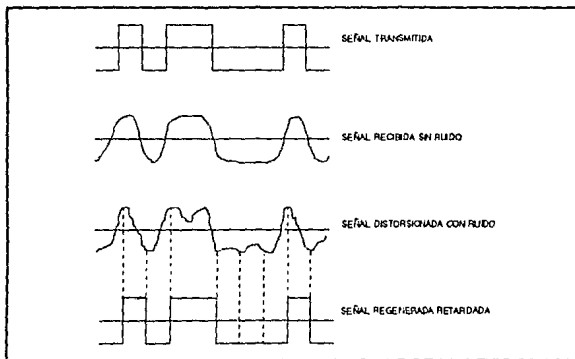 SEÑAL TRANSMITIDA
SEÑAL RECIBIDA SIN RUIDO
SEÑAL DISTORSIONADA CON RUIDO
SEÑAL REGENERADA RETARDADA